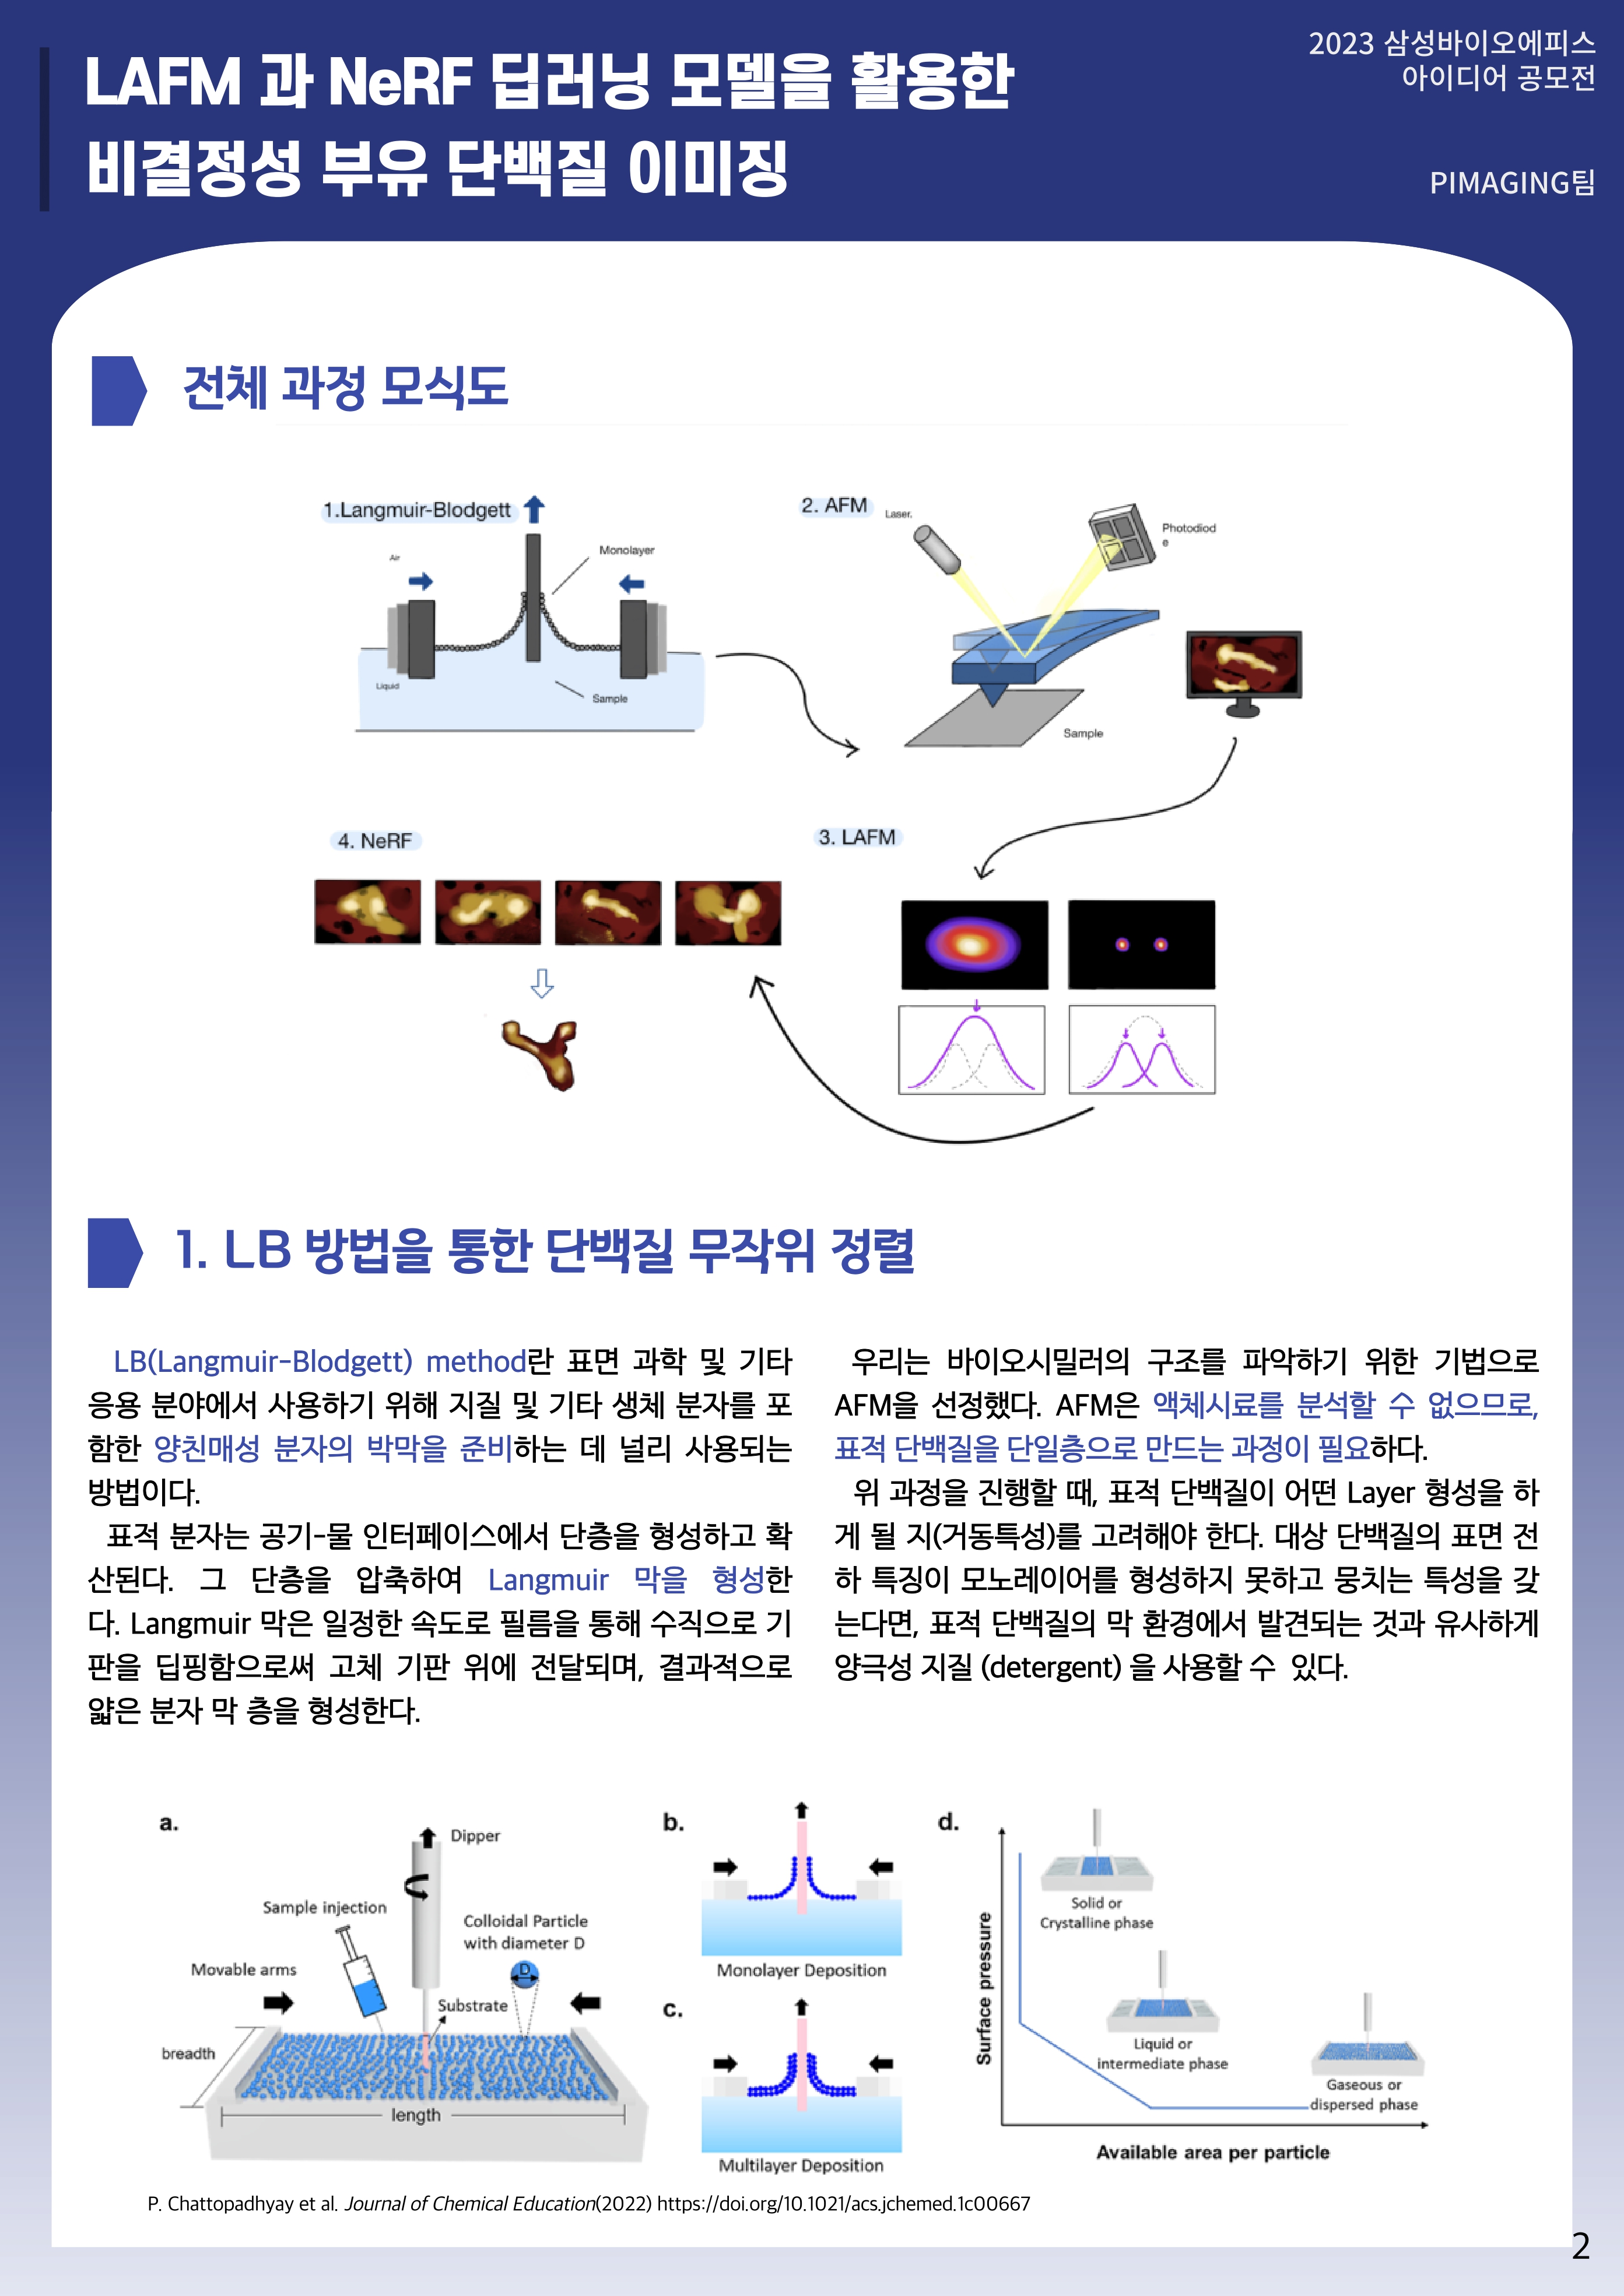 LAFM 과 NeRF 딥러닝 모델을 활용한
비결정성 부유 단백질 이미징
2023 삼성바이오에피스
아이디어 공모전
PIMAGING팀
전체 과정 모식도
1.Langmuir-Blodgett
Air
Monolayer
Liquid
Sample
2. AFM
Laser.
Photodiod
e
Sample
4. NeRF
3. LAFM
1. LB 방법을 통한 단백질 무작위 정렬
LB(Langmuir-Blodgett) method란 표면 과학 및 기타
응용 분야에서 사용하기 위해 지질 및 기타 생체 분자를 포
함한 양친매성 분자의 박막을 준비하는 데 널리 사용되는
방법이다.
표적 분자는 공기-물 인터페이스에서 단층을 형성하고 확
산된다. 그 단층을 압축하여 Langmuir 막을 형성한
다. Langmuir 막은 일정한 속도로 필름을 통해 수직으로 기
판을 딥핑함으로써 고체 기판 위에 전달되며, 결과적으로
얇은 분자 막 층을 형성한다.
우리는 바이오시밀러의 구조를 파악하기 위한 기법으로
AFM을 선정했다. AFM은 액체시료를 분석할 수 없으므로,
표적 단백질을 단일층으로 만드는 과정이 필요하다.
위 과정을 진행할 때, 표적 단백질이 어떤 Layer 형성을 하
게 될 지(거동특성)를 고려해야 한다. 대상 단백질의 표면 전
하 특징이 모노레이어를 형성하지 못하고 뭉치는 특성을 갖
는다면, 표적 단백질의 막 환경에서 발견되는 것과 유사하게
양극성 지질 (detergent) 을 사용할 수 있다.
a.
Dipper
Sample injection
Colloidal Particle
with diameter D
D
Movable arms
Substrate
breadth
length
b.
Monolayer Deposition
c.
Multilayer Deposition
d.
Surface pressure
Solid or
Crystalline phase
Liquid or
intermediate phase
Gaseous or
dispersed phase
Available area per particle
P. Chattopadhyay et al. Journal of Chemical Education(2022) https://doi.org/10.1021/acs.jchemed.1c00667
2